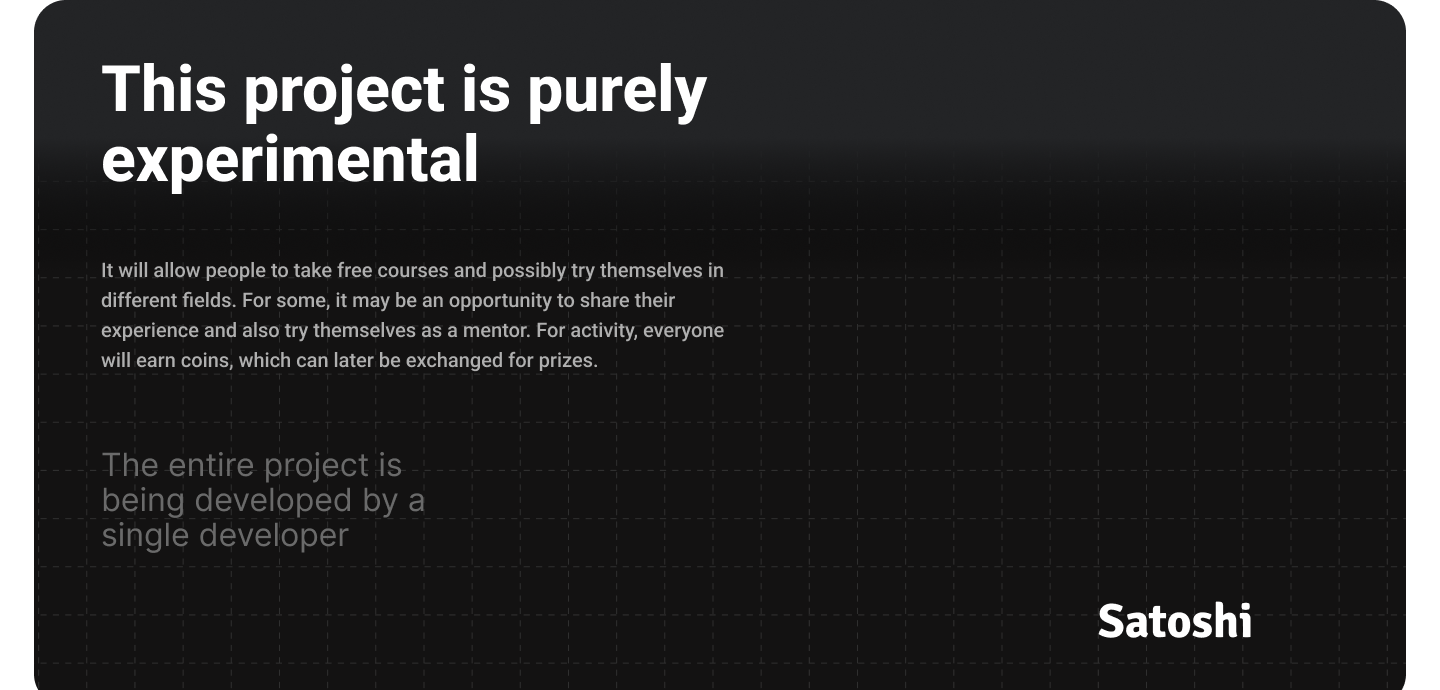 This project is purely
experimental
It will allow people to take free courses and possibly try themselves in
different fields. For some, it may be an opportunity to share their
experience and also try themselves as a mentor. For activity, everyone
will earn coins, which can later be exchanged for prizes.
The entire project is
being developed by a
single developer
Satoshi